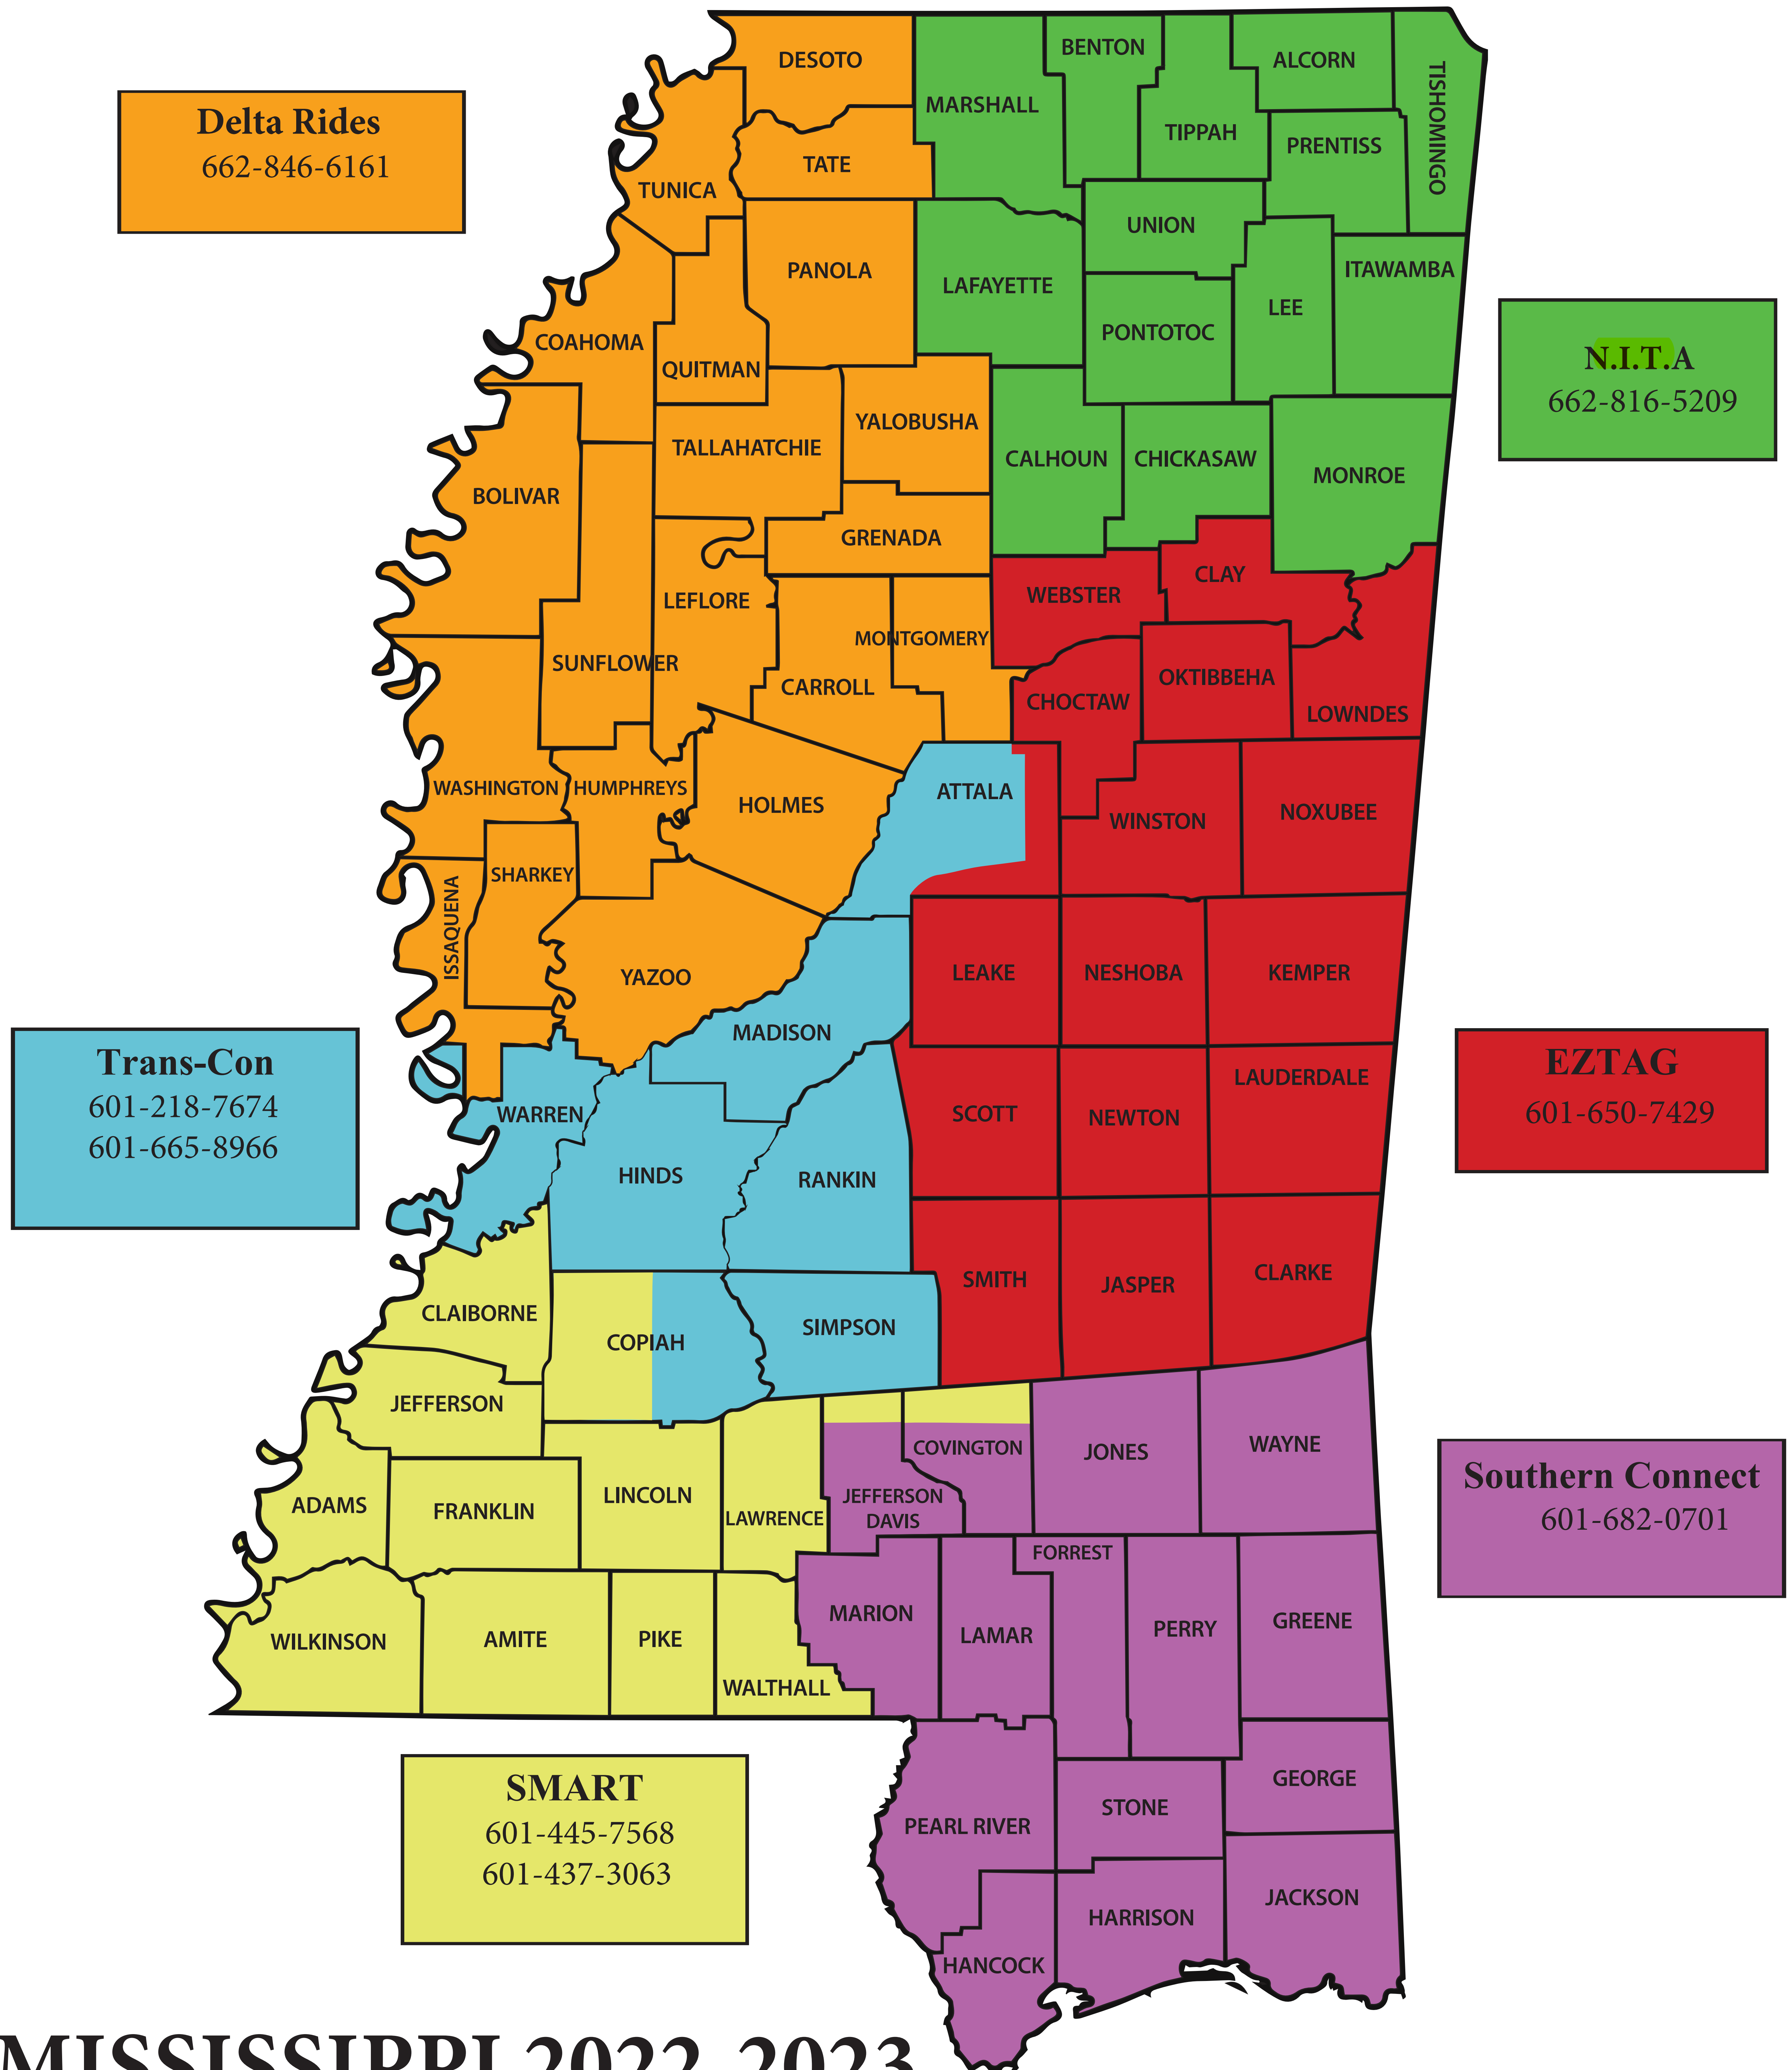 DESOTO
BENTON
ALCORN
TISHOMINGO
MARSHALL
TIPPAH
PRENTISS
Delta Rides
662-846-6161
TATE
TUNICA
UNION
PANOLA
LAFAYETTE
ITAWAMBA
LEE
PONTOTOC
COAHOMA
QUITMAN
N.I.T.A
662-816-5209
YALOBUSHA
TALLAHATCHIE
CALHOUN
CHICKASAW
MONROE
BOLIVAR
GRENADA
CLAY
WEBSTER
LEFLORE
MONTGOMERY
SUNFLOWER
OKTIBBEHA
CARROLL
CHOCTAW
LOWNDES
WASHINGTON
HUMPHREYS
ATTALA
HOLMES
NOXUBEE
WINSTON
SHARKEY
ISSAQUENA
YAZOO
LEAKE
NESHOBA
KEMPER
MADISON
Trans-Con
601-218-7674
601-665-8966
EZTAG
601-650-7429
LAUDERDALE
WARREN
SCOTT
NEWTON
HINDS
RANKIN
SMITH
JASPER
CLARKE
CLAIBORNE
COPIAH
SIMPSON
JEFFERSON
COVINGTON
JONES
WAYNE
Southern Connect
601-682-0701
ADAMS
FRANKLIN
LINCOLN
LAWRENCE
JEFFERSON
DAVIS
FORREST
MARION
LAMAR
PERRY
GREENE
WILKINSON
AMITE
PIKE
WALTHALL
SMART
601-445-7568
601-437-3063
GEORGE
STONE
PEARL RIVER
JACKSON
HARRISON
HANCOCK
MISSISSIPPI 2022-2023